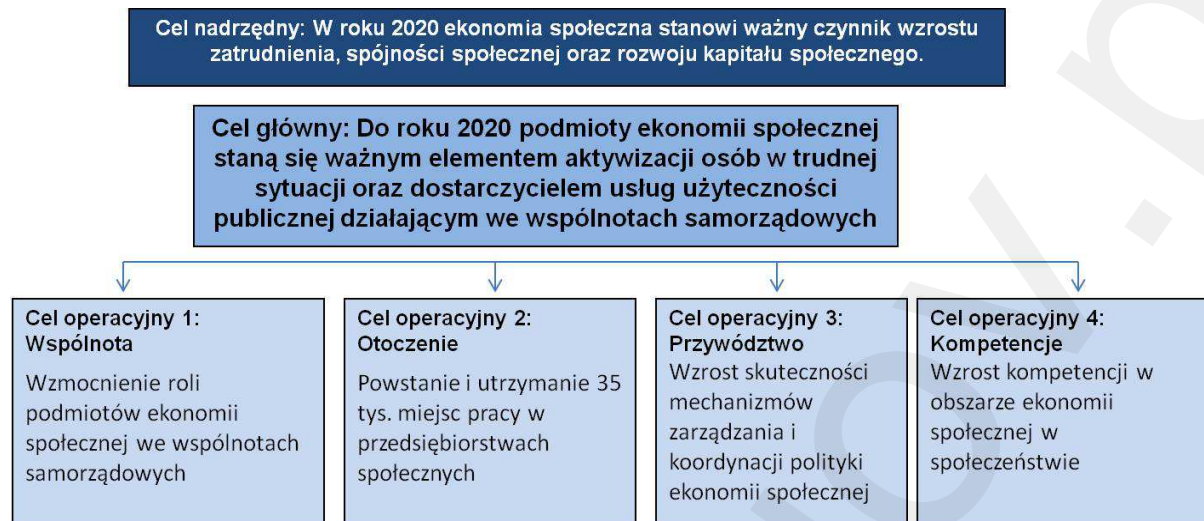 Cel nadrzędny: W roku 2020 ekonomia społeczna stanowi ważny czynnik wzrostu
zatrudnienia, spójności społecznej oraz rozwoju kapitału społecznego.
Cel główny: Do roku 2020 podmioty ekonomii społecznej
staną się ważnym elementem aktywizacji osób w trudnej
sytuacji oraz dostarczycielem usług użyteczności
publicznej działającym we wspólnotach samorządowych
Cel operacyjny 1:
Wspólnota
Wzmocnienie roli
podmiotów ekonomii
społecznej we wspólnotach
samorządowych
Cel operacyjny 2:
Otoczenie
Powstanie i utrzymanie 35
tys. miejsc pracy w
przedsiębiorstwach
społecznych
Cel operacyjny 3:
Przywództwo
Wzrost skuteczności
mechanizmów
zarządzania i
koordynacji polityki
ekonomii społecznej
Cel operacyjny 4:
Kompetencje
Wzrost kompetencji w
obszarze ekonomii
społecznej w
społeczeństwie